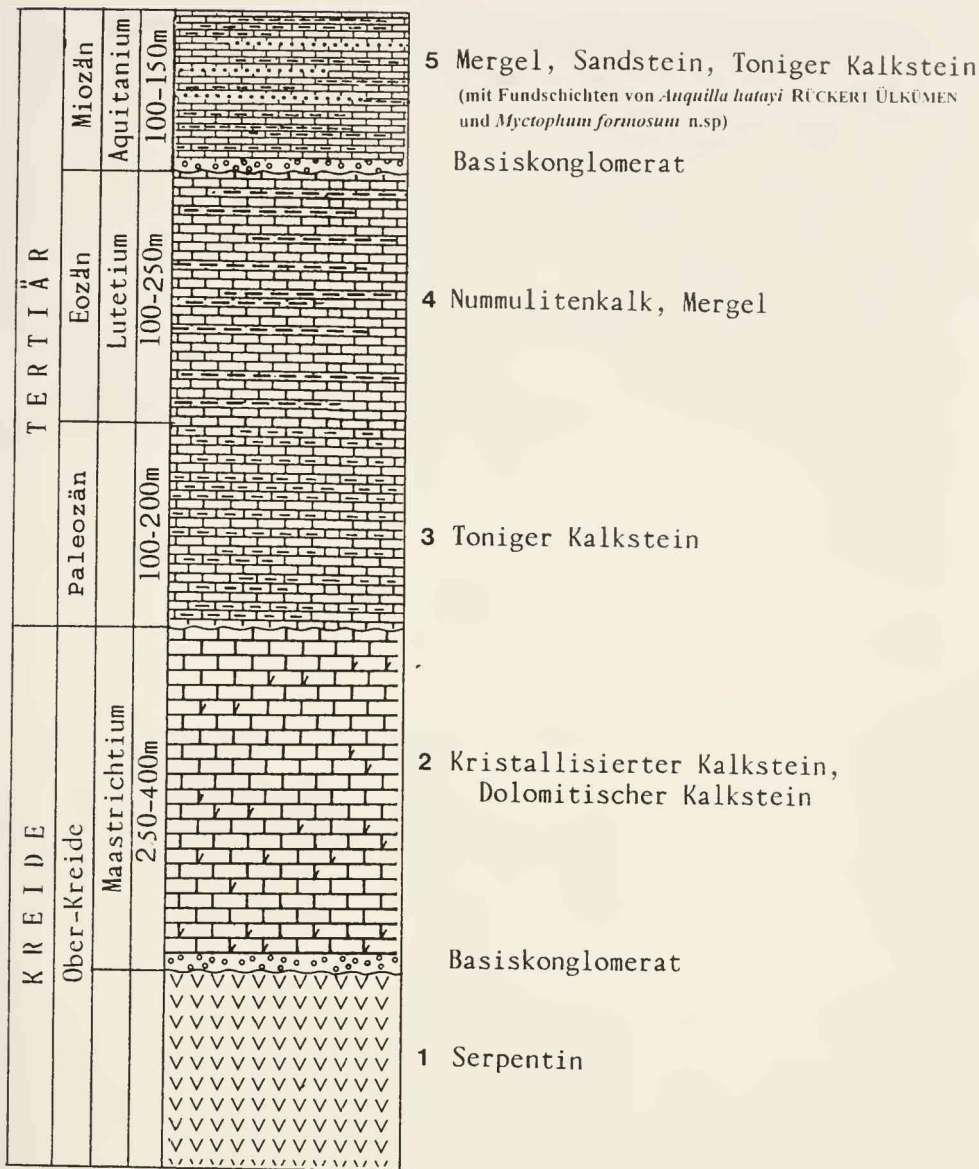 TERTIÄR
KREIDE
Miozän
Aquitanium
100-150m
Eozän
Lutetium
100-250m
Paleozän
100-200m
Ober-Kreide
Maastrichtium
250-400m
5 Mergel, Sandstein, Toniger Kalkstein
(mit Fundschichten von Anquilla hatayi RÜCKERT ÜLKÜMEN
und Myctophum formosum n.sp)
Basiskonglomerat
4 Nummulitenkalk, Mergel
3 Toniger Kalkstein
2 Kristallisierter Kalkstein,
Dolomitischer Kalkstein
Basiskonglomerat
1 Serpentin